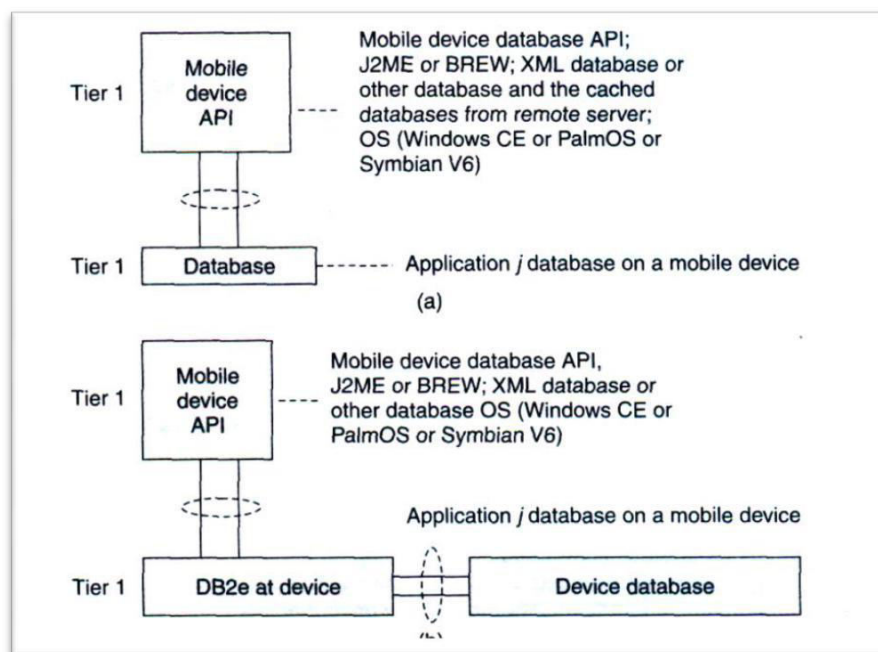 Tier 1
Mobile
device
API
Mobile device database API;
J2ME or BREW; XML database or
other database and the cached
databases from remote server;
OS (Windows CE or PalmOS or
Symbian V6)
Tier 1
Database
Application j database on a mobile device
(a)
Tier 1
Mobile
device
API
Mobile device database API,
J2ME or BREW; XML database or
other database OS (Windows CE or
PalmOS or Symbian V6)
Application j database on a mobile device
Tier 1
DB2e at device
Device database
(b)